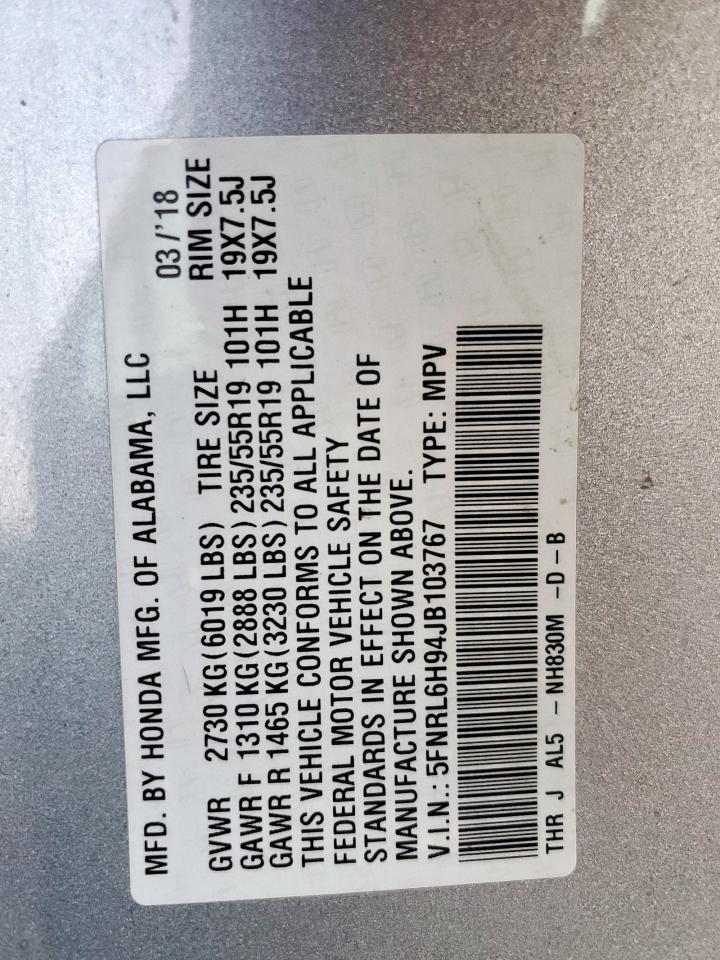 MFD. BY HONDA MFG. OF ALABAMA, LLC
03/'18
GVWR 2730 KG(6019 LBS) TIRE SIZE RIM SIZE
GAWR F 1310 KG(2888 LBS)235/55R19 101H 19X7.5J
GAWR R 1465 KG(3230 LBS)235/55R19 101H 19X7.5J
THIS VEHICLE CONFORMS TO ALL APPLICABLE
FEDERAL MOTOR VEHICLE SAFETY
STANDARDS IN EFFECT ON THE DATE OF
MANUFACTURE SHOWN ABOVE.
V.I.N.: 5FNRL6H94JB103767 TYPE: MPV
THR J AL5 - NH830M -D-B